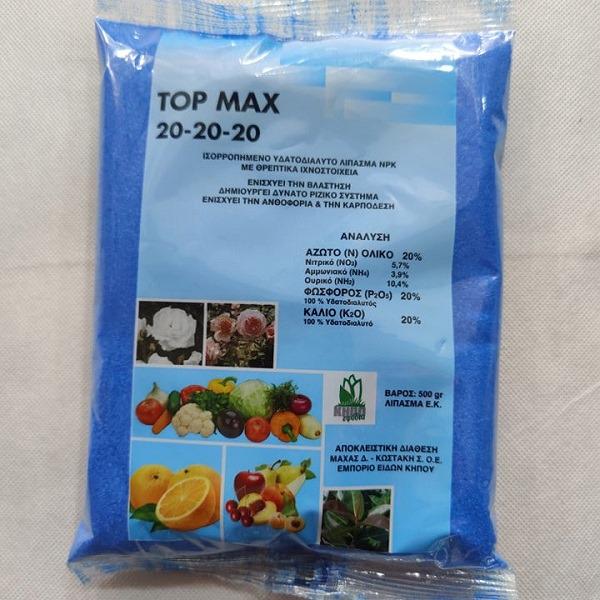 TOP MAX
20-20-20
ΙΣΟΡΡΟΠΗΜΕΝΟ ΥΔΑΤΟΔΙΑΛΥΤΟ ΛΙΠΑΣΜΑ NPK
ΜΕ ΘΡΕΠΤΙΚΑ ΙΧΝΟΣΤΟΙΧΕΙΑ
ΕΝΙΣΧΥΕΙ ΤΗΝ ΒΛΑΣΤΗΣΗ
ΔΗΜΙΟΥΡΓΕΙ ΔΥΝΑΤΟ ΡΙΖΙΚΟ ΣΥΣΤΗΜΑ
ΕΝΙΣΧΥΕΙ ΤΗΝ ΑΝΘΟΦΟΡΙΑ & ΤΗΝ ΚΑΡΠΟΔΕΣΗ
ΑΝΑΛΥΣΗ
ΑΖΩΤΟ (Ν) ΟΛΙΚΟ 20%
Νιτρικό (NO₃) 5,7%
Αμμωνιακό (NH₄) 3,9%
Ουρικό (NH₂) 10,4%
ΦΩΣΦΟΡΟΣ (P₂O₅) 20%
100 % Υδατοδιαλυτός
ΚΑΛΙΟ (K₂O) 20%
100 % Υδατοδιαλυτό
ΚΗΠΟ
εφόδια
ΒΑΡΟΣ: 500 gr
ΛΙΠΑΣΜΑ Ε.Κ.
ΑΠΟΚΛΕΙΣΤΙΚΗ ΔΙΑΘΕΣΗ
ΜΑΧΑΣ Δ. - ΚΩΣΤΑΚΗ Σ. Ο.Ε.
ΕΜΠΟΡΙΟ ΕΙΔΩΝ ΚΗΠΟΥ